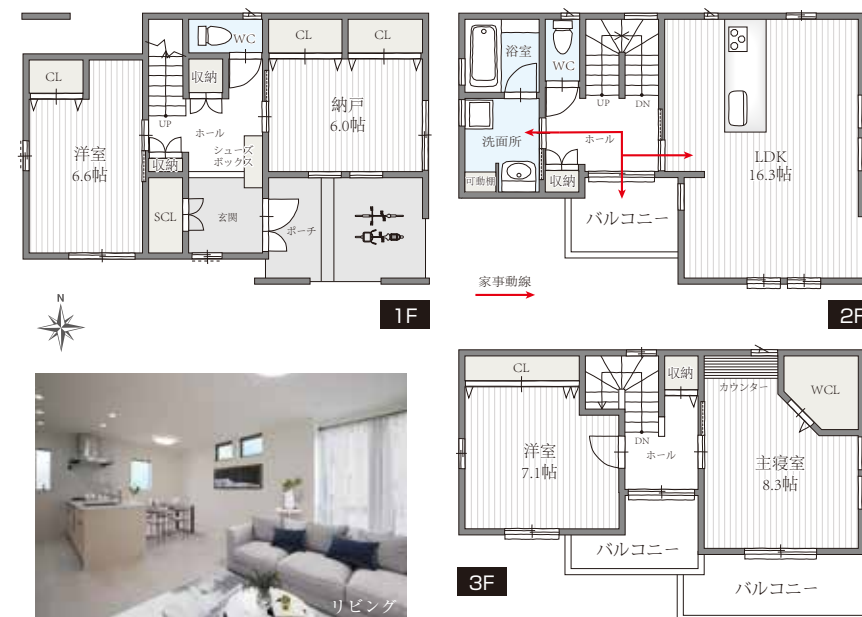 CL
WC
CL
CL
収納
納戸
6.0帖
洋室
6.6帖
UP
ホール
シューズ
ボックス
収納
SCL
玄関
ポーチ
N
1F
浴室
WC
UP
DN
洗面所
ホール
LDK
16.3帖
可動棚
収納
バルコニー
家事動線
2F
リビング
CL
収納
カウンター
WCL
洋室
7.1帖
DN
ホール
主寝室
8.3帖
バルコニー
バルコニー
3F